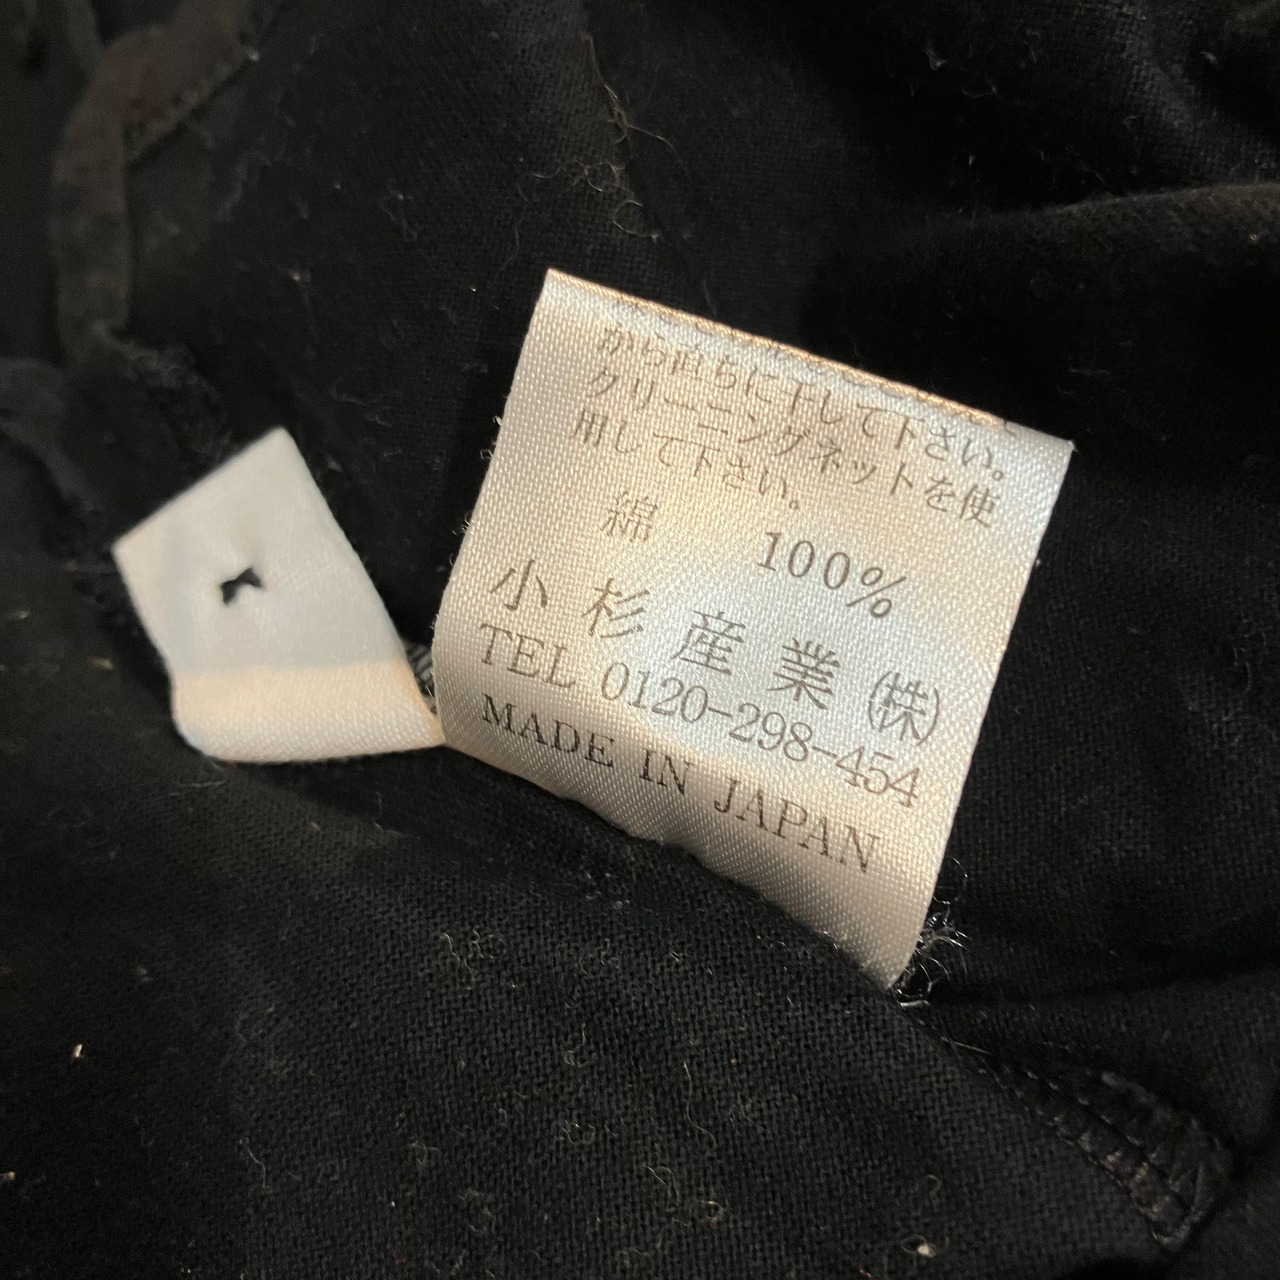 から直ちに干して下さい。
クリーニングネットを使
用して下さい。
綿 100%
小杉産業㈱
TEL 0120-298-454
MADE IN JAPAN